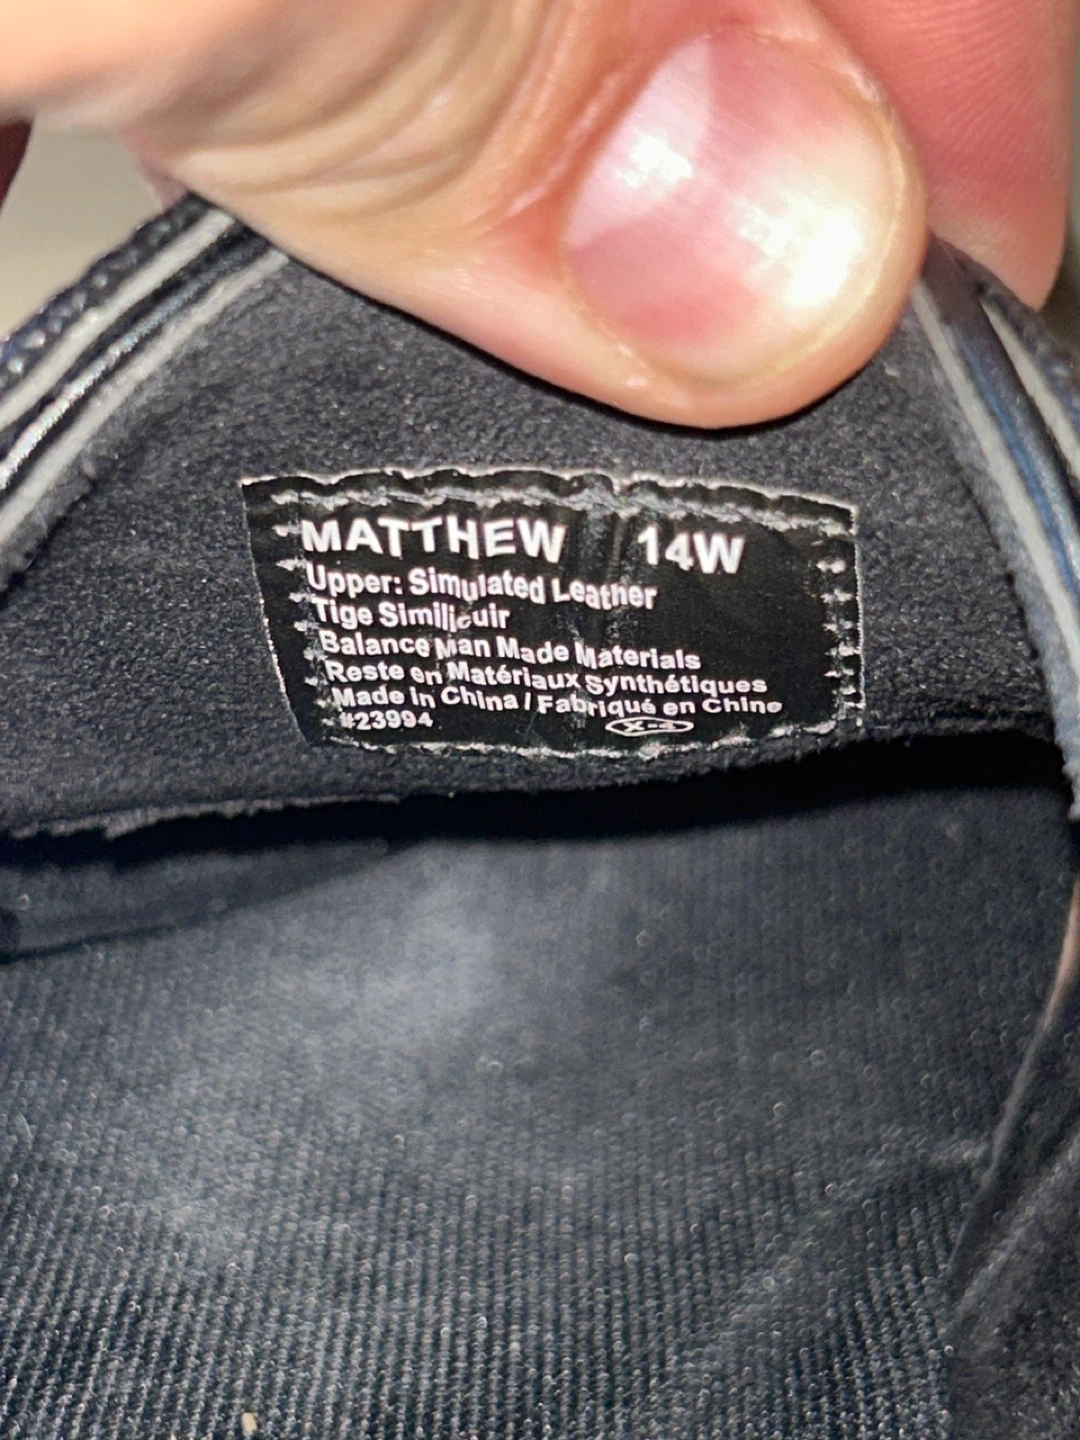 MATTHEW 14W
Upper: Simulated Leather
Tige Similicuir
Balance Man Made Materials
Reste en Matériaux Synthétiques
Made in China / Fabriqué en Chine
#23994 X-4